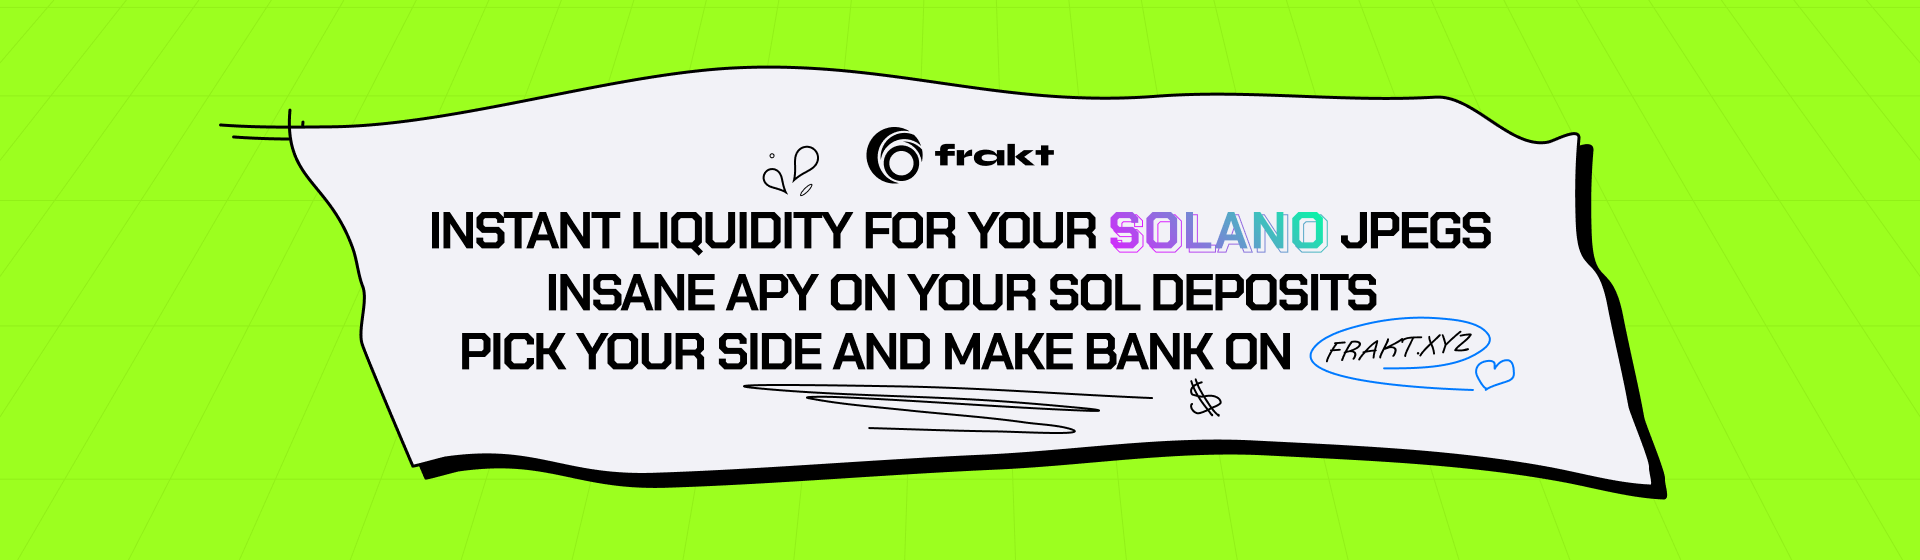 frakt
INSTANT LIQUIDITY FOR YOUR SOLANO JPEGS
INSANE APY ON YOUR SOL DEPOSITS
PICK YOUR SIDE AND MAKE BANK ON FRAKT.XYZ
$